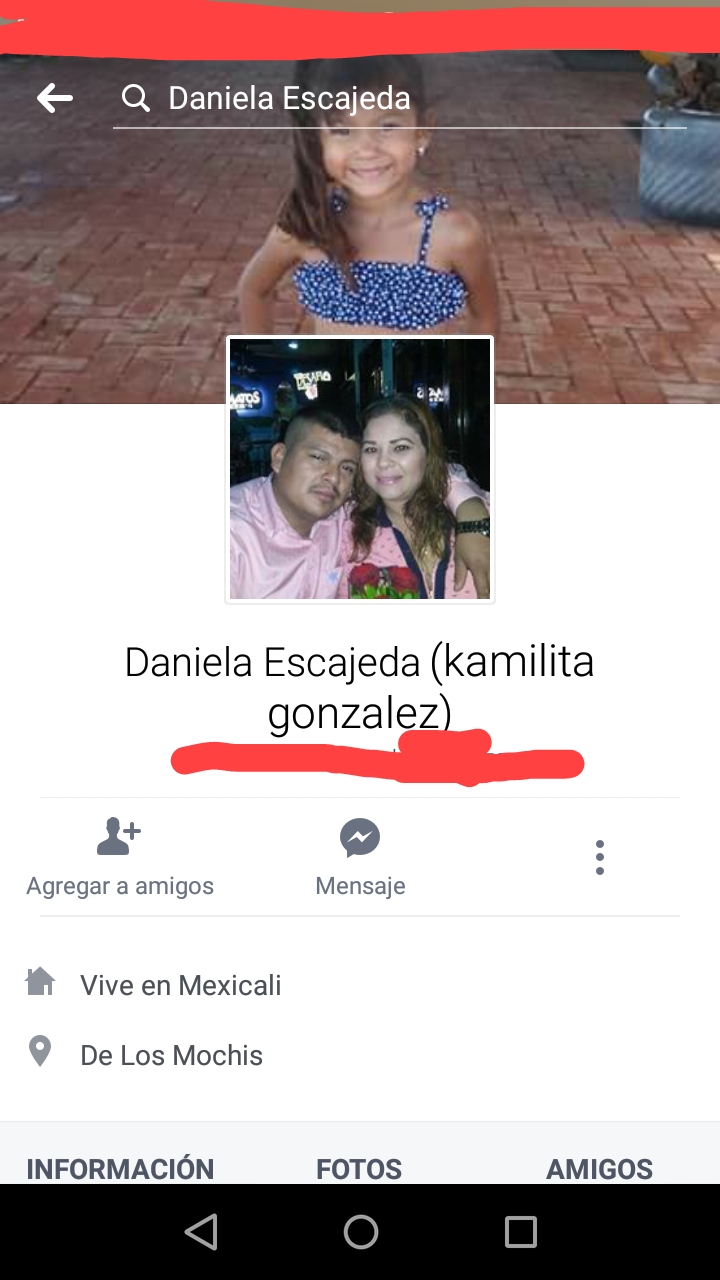 Daniela Escajeda
Daniela Escajeda (kamilita
gonzalez)
Agregar a amigos
Mensaje
Vive en Mexicali
De Los Mochis
INFORMACIÓN
FOTOS
AMIGOS